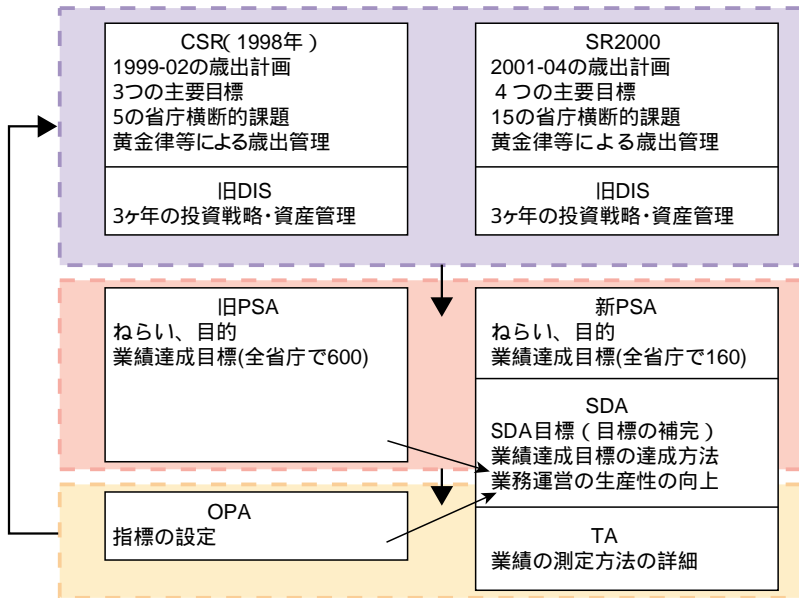 CSR(1998年)
1999-02の歳出計画
3つの主要目標
5の省庁横断的課題
黄金律等による歳出管理
旧DIS
3ヶ年の投資戦略・資産管理
SR2000
2001-04の歳出計画
4つの主要目標
15の省庁横断的課題
黄金律等による歳出管理
旧DIS
3ヶ年の投資戦略・資産管理
旧PSA
ねらい、目的
業績達成目標(全省庁で600)
新PSA
ねらい、目的
業績達成目標(全省庁で160)
SDA
SDA目標(目標の補完)
業績達成目標の達成方法
業務運営の生産性の向上
OPA
指標の設定
TA
業績の測定方法の詳細